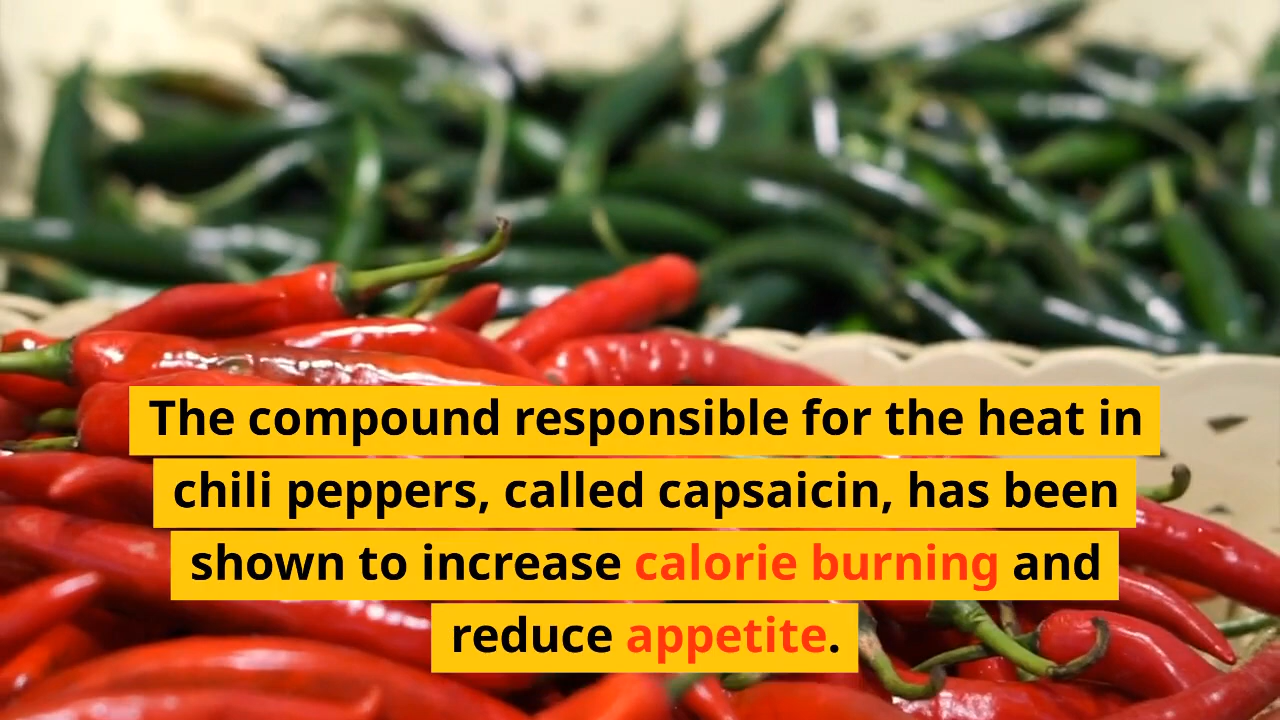 The compound responsible for the heat in
chili peppers, called capsaicin, has been
shown to increase calorie burning and
reduce appetite.